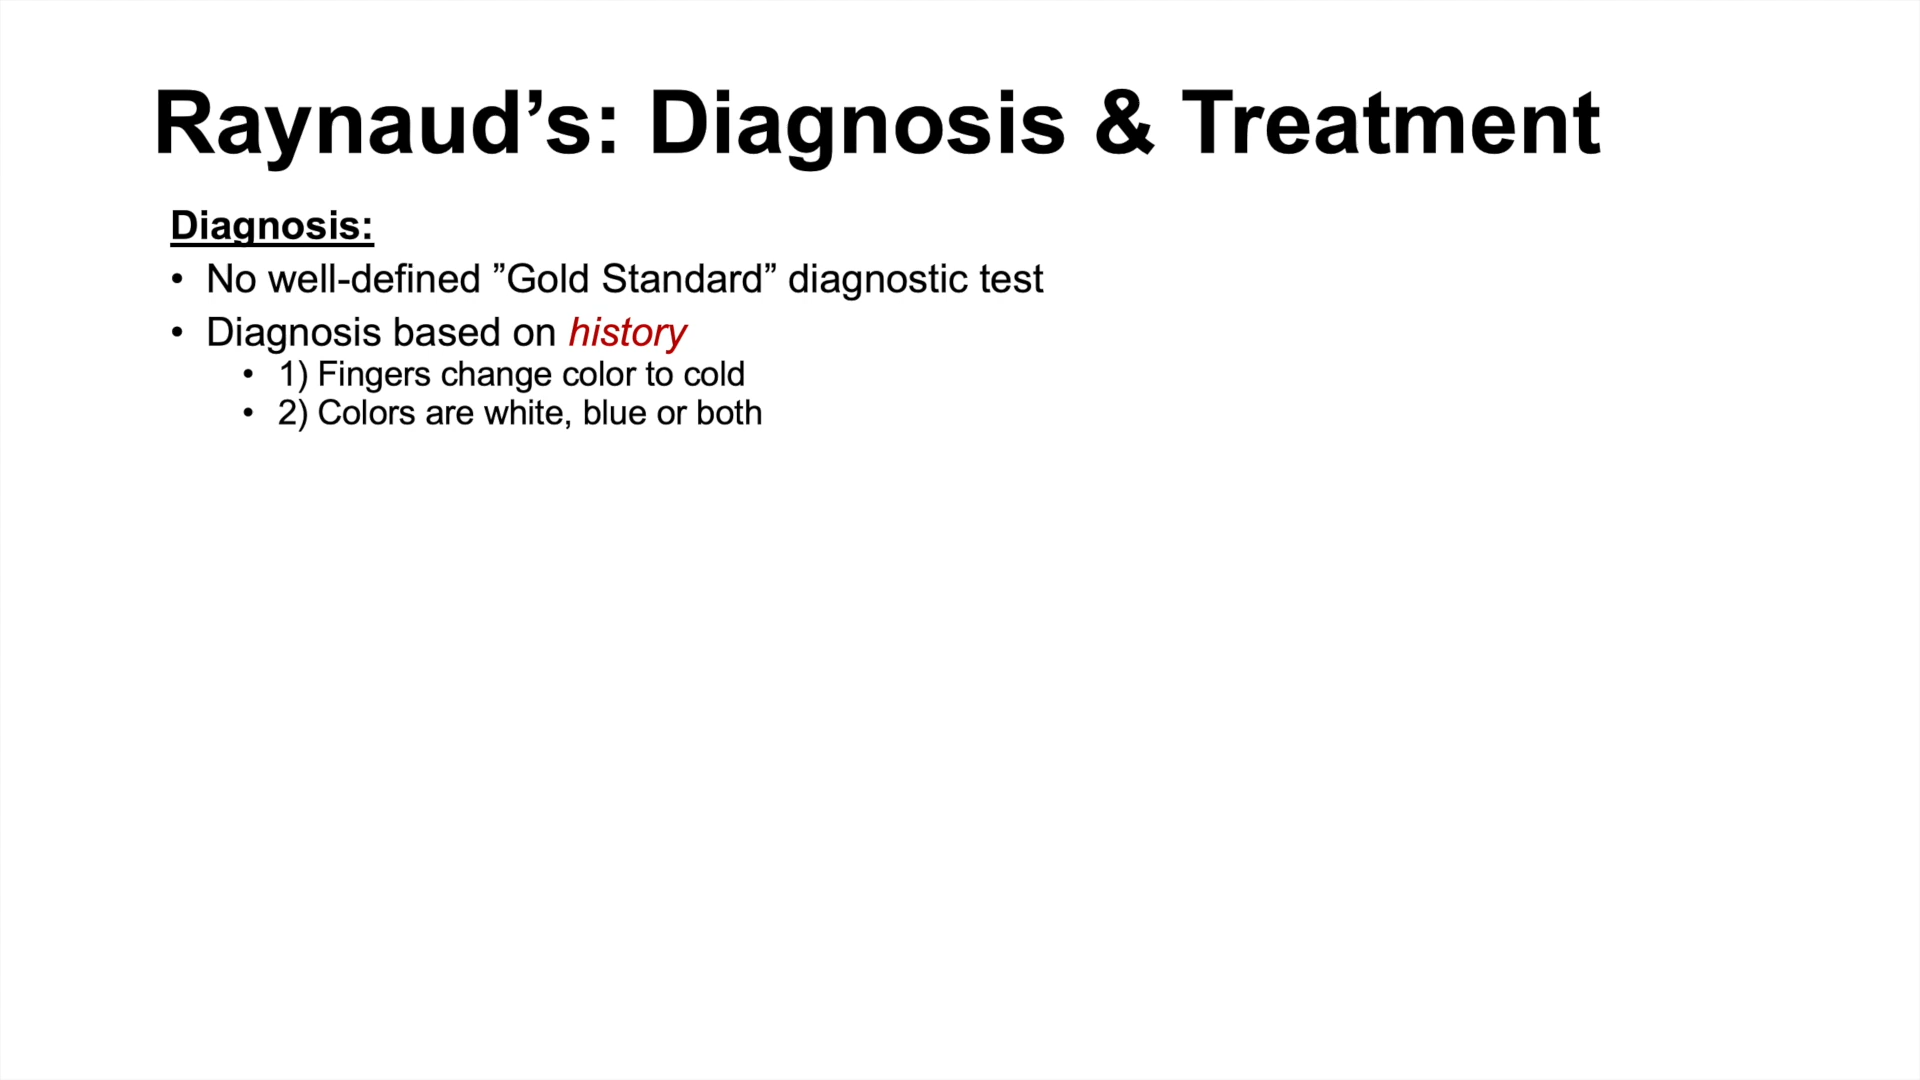 Raynaud’s: Diagnosis & Treatment
Diagnosis:
• No well-defined ”Gold Standard” diagnostic test
• Diagnosis based on history
• 1) Fingers change color to cold
• 2) Colors are white, blue or both